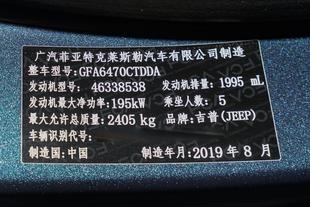 广汽菲亚特克莱斯勒汽车有限公司制造
整车型号: GFA6470CTDDA
发动机型号: 46338538 发动机排量: 1995 mL
发动机最大净功率: 195kW 乘坐人数: 5
最大允许总质量: 2405 kg 品牌: 吉普(JEEP)
车辆识别代号:
制造国: 中国 制造年月: 2019 年 8 月